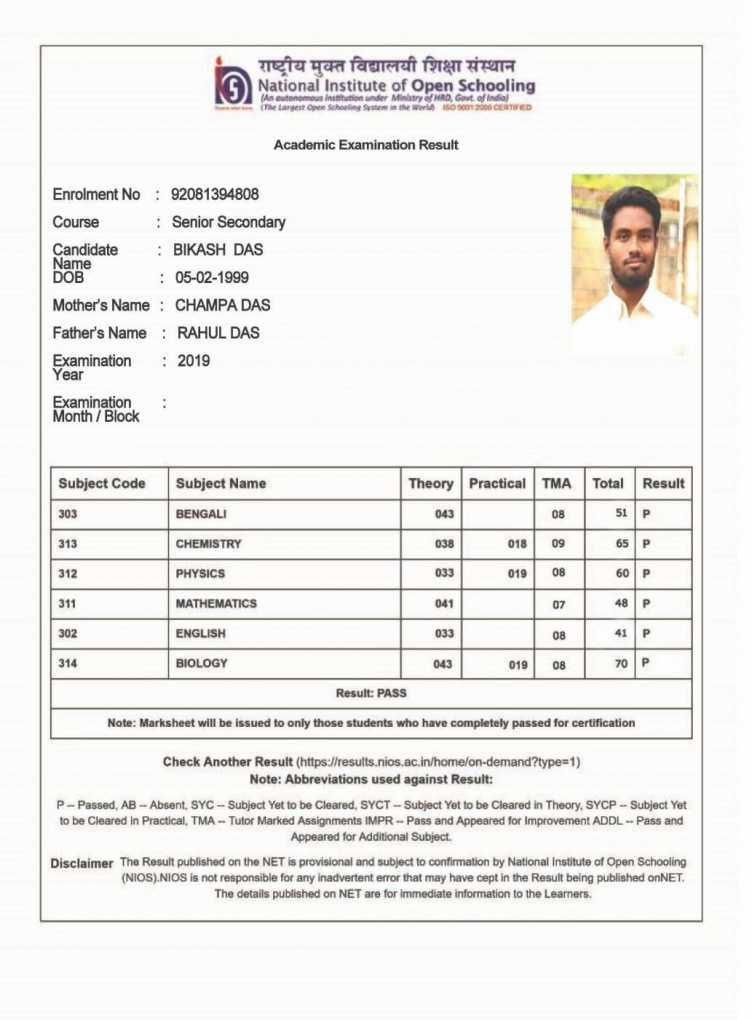 राष्ट्रीय मुक्त विद्यालयी शिक्षा संस्थान
National Institute of Open Schooling
(An autonomous institution under Ministry of HRD, Govt. of India)
(The Largest Open Schooling System in the World) ISO 9001:2008 CERTIFIED
Academic Examination Result
Enrolment No : 92081394808
Course : Senior Secondary
Candidate Name : BIKASH DAS
DOB : 05-02-1999
Mother's Name : CHAMPA DAS
Father's Name : RAHUL DAS
Examination Year : 2019
Examination Month / Block :
Subject Code Subject Name Theory Practical TMA Total Result
303 BENGALI 043 08 51 P
313 CHEMISTRY 038 018 09 65 P
312 PHYSICS 033 019 08 60 P
311 MATHEMATICS 041 07 48 P
302 ENGLISH 033 08 41 P
314 BIOLOGY 043 019 08 70 P
Result: PASS
Note: Marksheet will be issued to only those students who have completely passed for certification
Check Another Result (https://results.nios.ac.in/home/on-demand?type=1)
Note: Abbreviations used against Result:
P -- Passed, AB -- Absent, SYC -- Subject Yet to be Cleared, SYCT -- Subject Yet to be Cleared in Theory, SYCP -- Subject Yet
to be Cleared in Practical, TMA -- Tutor Marked Assignments IMPR -- Pass and Appeared for Improvement ADDL -- Pass and
Appeared for Additional Subject.
Disclaimer The Result published on the NET is provisional and subject to confirmation by National Institute of Open Schooling
(NIOS).NIOS is not responsible for any inadvertent error that may have cept in the Result being published onNET.
The details published on NET are for immediate information to the Learners.